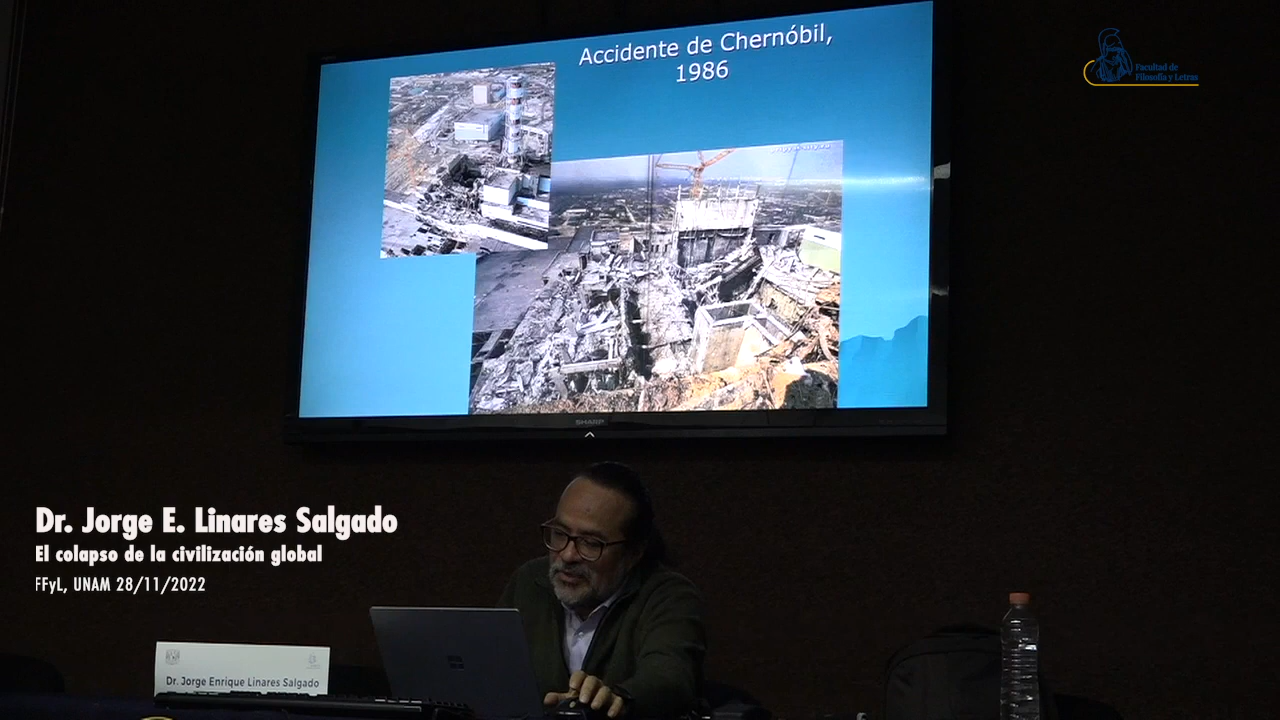 Accidente de Chernóbil,
1986
Facultad de
Filosofía y Letras
SHARP
Dr. Jorge E. Linares Salgado
El colapso de la civilización global
FFyL, UNAM 28/11/2022
Dr. Jorge Enrique Linares Salgado